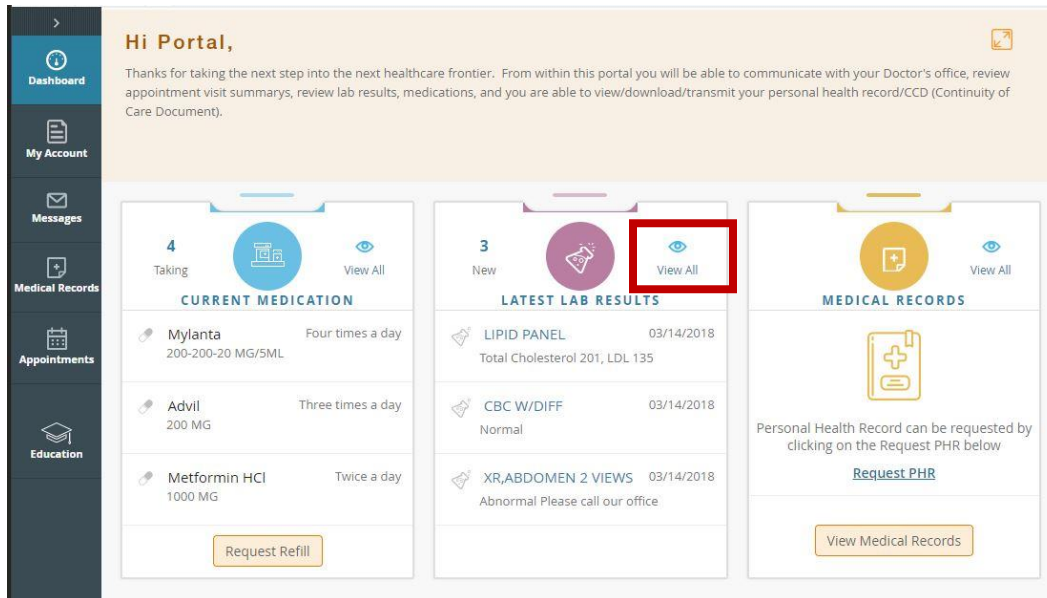 Dashboard
My Account
Messages
Medical Records
Appointments
Education
Hi Portal,
Thanks for taking the next step into the next healthcare frontier. From within this portal you will be able to communicate with your Doctor's office, review
appointment visit summarys, review lab results, medications, and you are able to view/download/transmit your personal health record/CCD (Continuity of
Care Document).
4
Taking
View All
CURRENT MEDICATION
Mylanta Four times a day
200-200-20 MG/5ML
Advil Three times a day
200 MG
Metformin HCl Twice a day
1000 MG
Request Refill
3
New
View All
LATEST LAB RESULTS
LIPID PANEL 03/14/2018
Total Cholesterol 201, LDL 135
CBC W/DIFF 03/14/2018
Normal
XR,ABDOMEN 2 VIEWS 03/14/2018
Abnormal Please call our office
View All
MEDICAL RECORDS
Personal Health Record can be requested by
clicking on the Request PHR below
Request PHR
View Medical Records